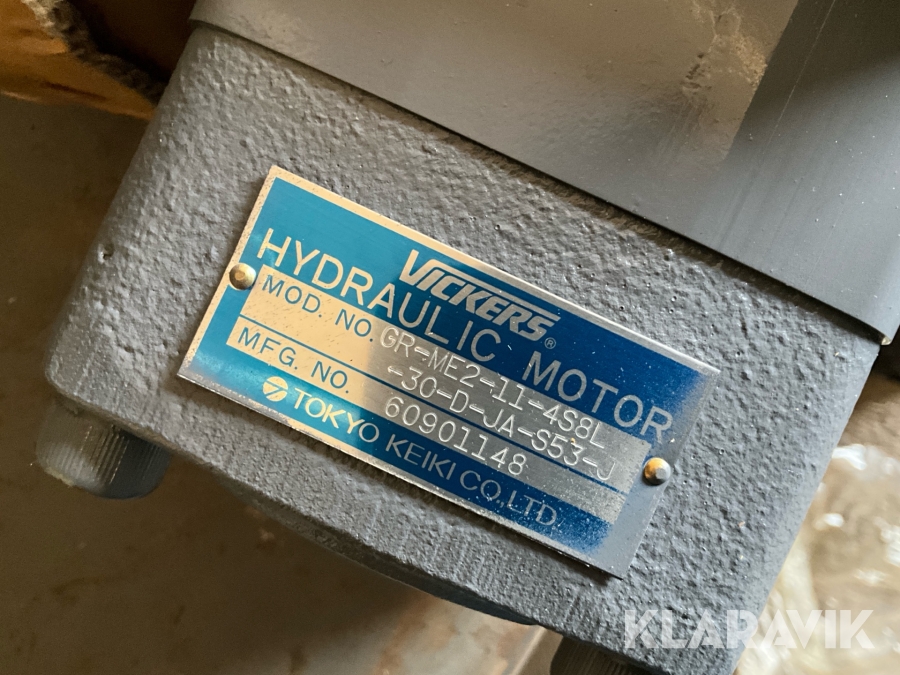 VICKERS®
HYDRAULIC MOTOR
MOD. NO. GR-ME2-11-4S8L
-30-D-JA-S53-J
MFG. NO. 60901148
TOKYO KEIKI CO., LTD.
KLARAVIK